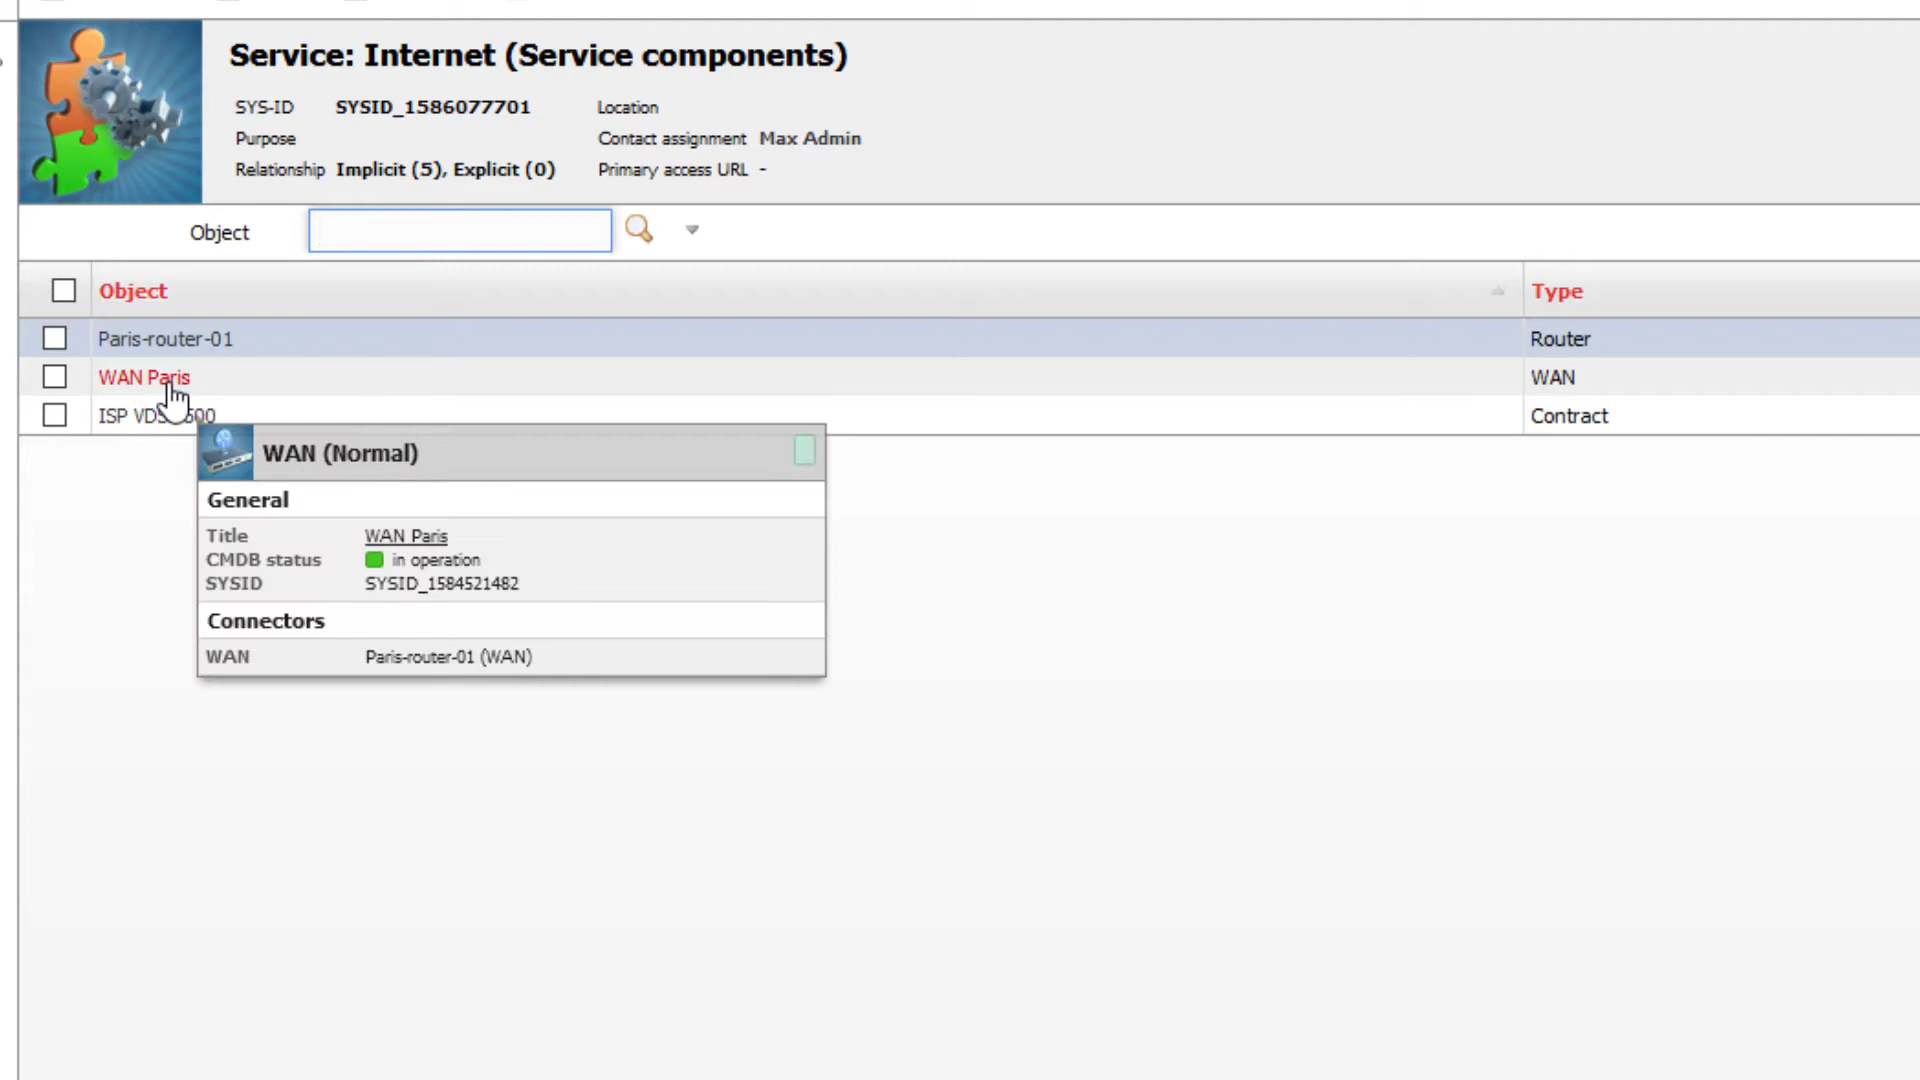 Service: Internet (Service components)
SYS-ID SYSID_1586077701 Location
Purpose Contact assignment Max Admin
Relationship Implicit (5), Explicit (0) Primary access URL -
Object
Object Type
Paris-router-01 Router
WAN Paris WAN
ISP 500 Contract
WAN (Normal)
General
Title WAN Paris
CMDB status in operation
SYSID SYSID_1584521482
Connectors
WAN Paris-router-01 (WAN)